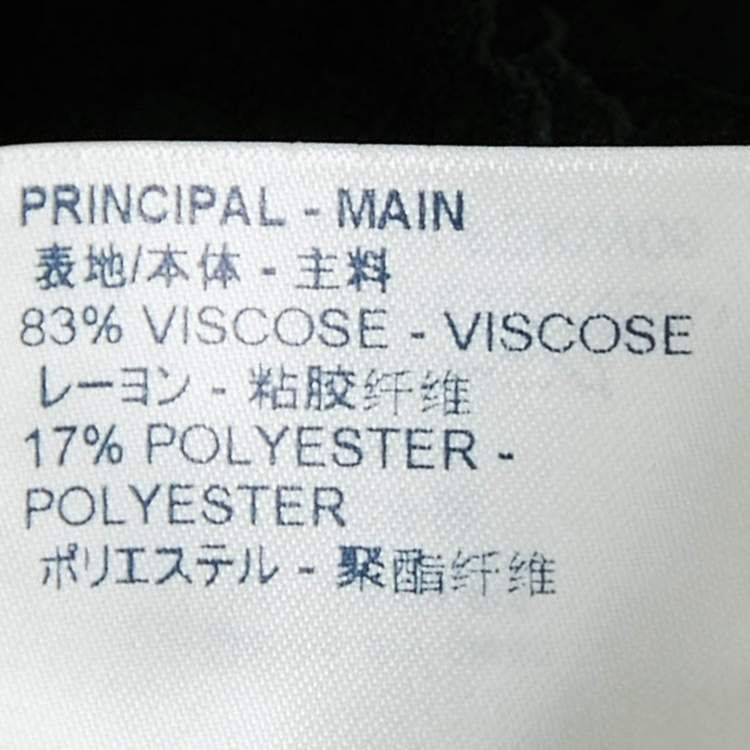 PRINCIPAL - MAIN
表地/本体 - 主料
83% VISCOSE - VISCOSE
レーヨン - 粘胶纤维
17% POLYESTER -
POLYESTER
ポリエステル - 聚酯纤维